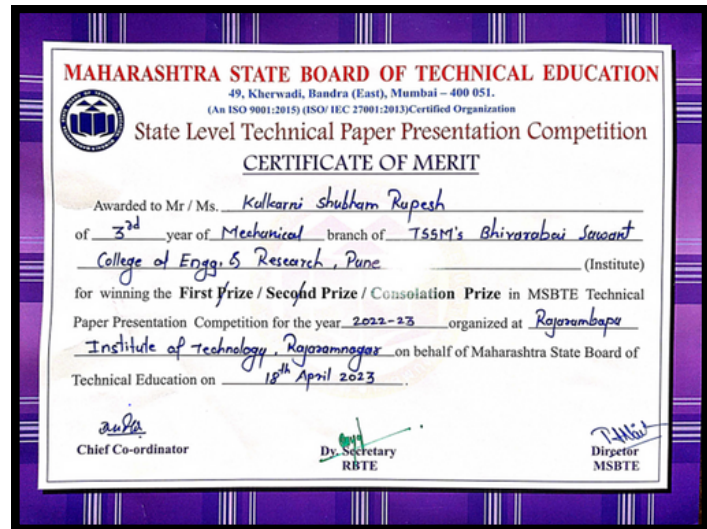 MAHARASHTRA STATE BOARD OF TECHNICAL EDUCATION
49, Kherwadi, Bandra (East), Mumbai – 400 051.
(An ISO 9001:2015) (ISO/ IEC 27001:2013)Certified Organization
State Level Technical Paper Presentation Competition
CERTIFICATE OF MERIT
Awarded to Mr / Ms. Kulkarni Shubham Rupesh
of 3rd year of Mechanical branch of TSSM's Bhivarabai Sawant
College of Engg. & Research, Pune (Institute)
for winning the First Prize / Second Prize / Consolation Prize in MSBTE Technical
Paper Presentation Competition for the year 2022-23 organized at Rajarambapu
Institute of Technology, Rajaramnagar on behalf of Maharashtra State Board of
Technical Education on 18th April 2023.
Chief Co-ordinator
Dy. Secretary
RBTE
Director
MSBTE